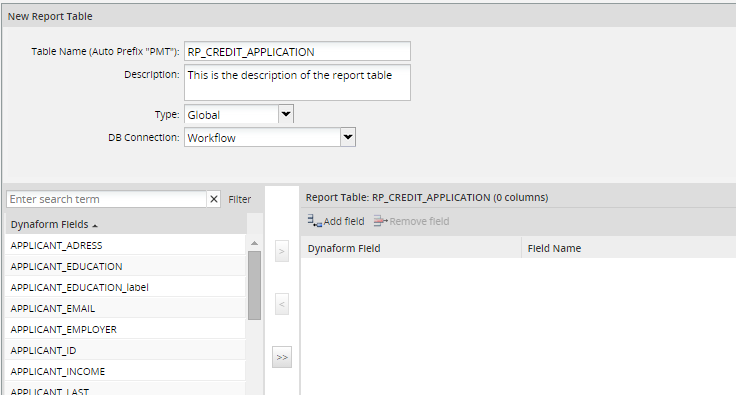 New Report Table
Table Name (Auto Prefix "PMT"): RP_CREDIT_APPLICATION
Description: This is the description of the report table
Type: Global
DB Connection: Workflow
Enter search term Filter
Report Table: RP_CREDIT_APPLICATION (0 columns)
Dynaform Fields
Add field Remove field
APPLICANT_ADRESS
Dynaform Field Field Name
APPLICANT_EDUCATION
APPLICANT_EDUCATION_label
APPLICANT_EMAIL
APPLICANT_EMPLOYER
APPLICANT_ID
APPLICANT_INCOME
APPLICANT_LAST
>
<
>>